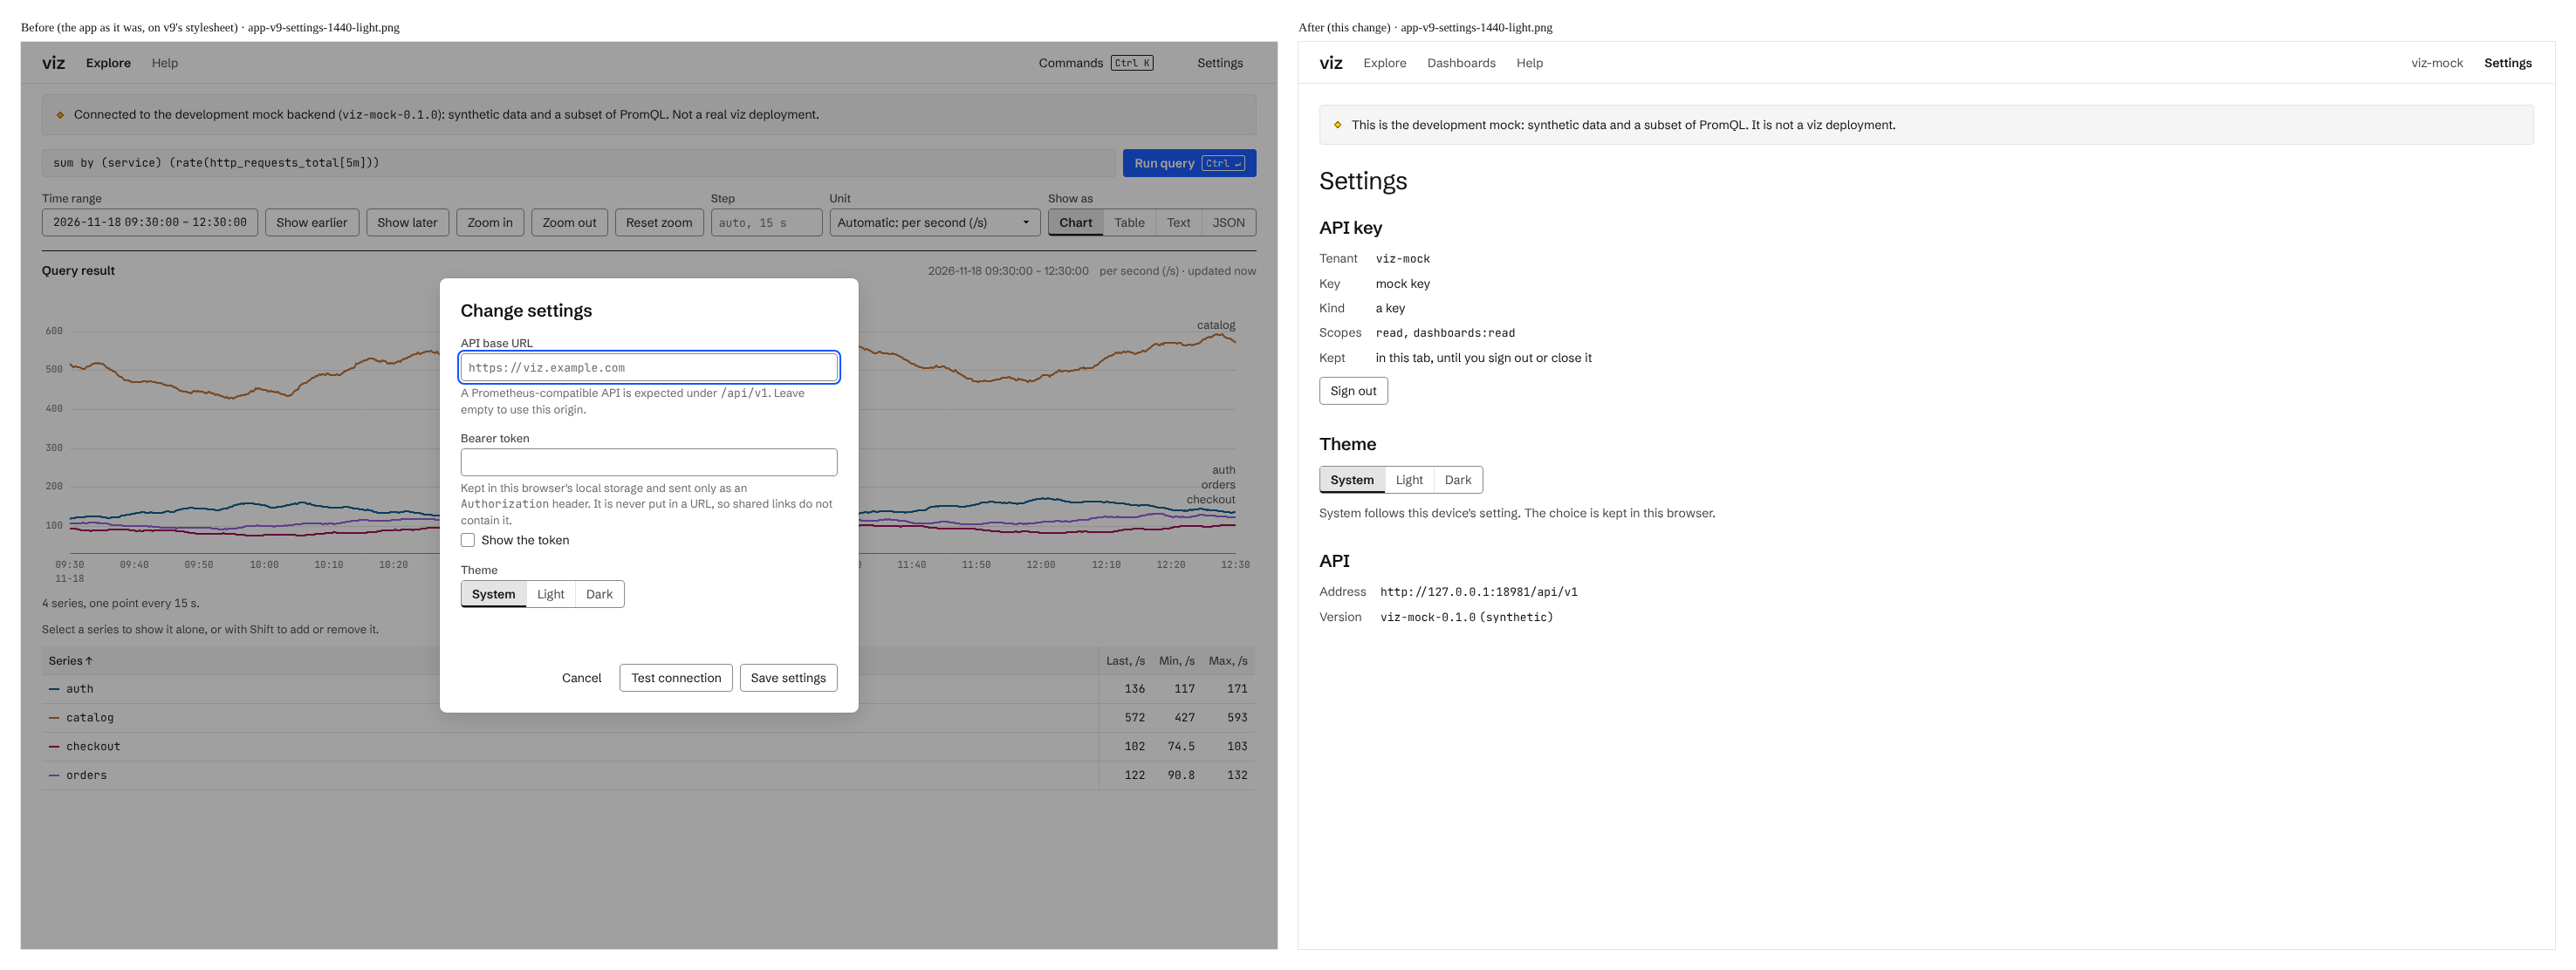 Before (the app as it was, on v9's stylesheet) · app-v9-settings-1440-light.png
viz Explore Help Commands Ctrl K Settings
Connected to the development mock backend (viz-mock-0.1.0): synthetic data and a subset of PromQL. Not a real viz deployment.
sum by (service) (rate(http_requests_total[5m])) Run query Ctrl ↵
Time range Step Unit Show as
2026-11-18 09:30:00 – 12:30:00 Show earlier Show later Zoom in Zoom out Reset zoom auto, 15 s Automatic: per second (/s) Chart Table Text JSON
Query result 2026-11-18 09:30:00 – 12:30:00 per second (/s) · updated now
600
500
400
300
200
100
catalog
auth
orders
checkout
09:30 09:40 09:50 10:00 10:10 10:20 11:40 11:50 12:00 12:10 12:20 12:30
11-18
4 series, one point every 15 s.
Select a series to show it alone, or with Shift to add or remove it.
Series ↑ Last, /s Min, /s Max, /s
auth 136 117 171
catalog 572 427 593
checkout 102 74.5 103
orders 122 90.8 132
Change settings
API base URL
https://viz.example.com
A Prometheus-compatible API is expected under /api/v1. Leave
empty to use this origin.
Bearer token
Kept in this browser's local storage and sent only as an
Authorization header. It is never put in a URL, so shared links do not
contain it.
Show the token
Theme
System Light Dark
Cancel Test connection Save settings
After (this change) · app-v9-settings-1440-light.png
viz Explore Dashboards Help viz-mock Settings
This is the development mock: synthetic data and a subset of PromQL. It is not a viz deployment.
Settings
API key
Tenant viz-mock
Key mock key
Kind a key
Scopes read, dashboards:read
Kept in this tab, until you sign out or close it
Sign out
Theme
System Light Dark
System follows this device's setting. The choice is kept in this browser.
API
Address http://127.0.0.1:18981/api/v1
Version viz-mock-0.1.0 (synthetic)